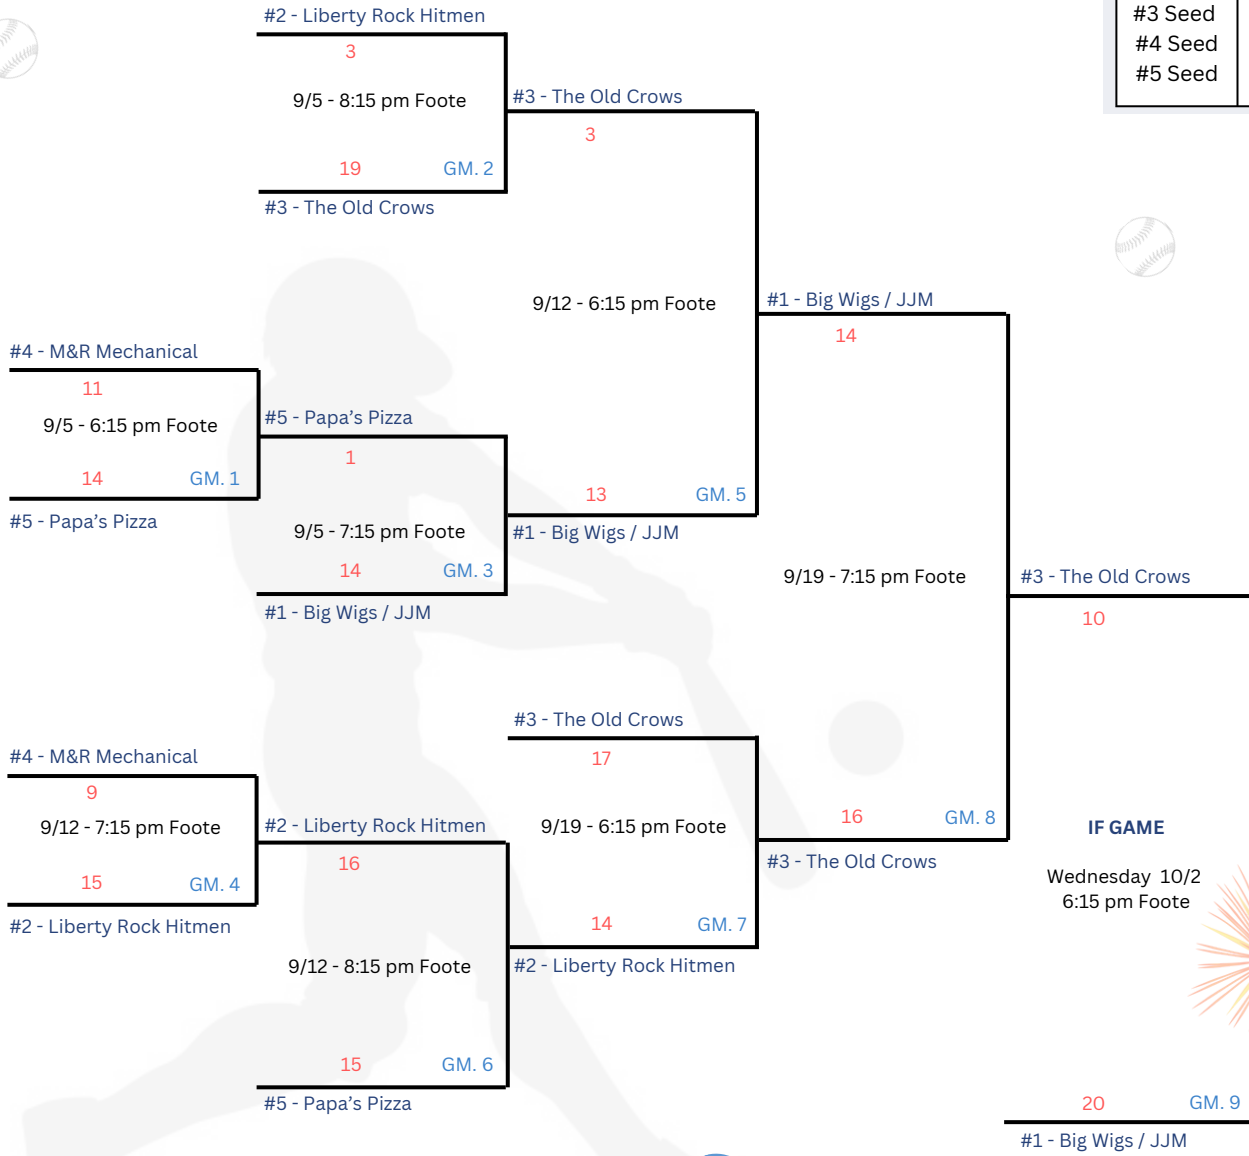 #2 - Liberty Rock Hitmen
3
9/5 - 8:15 pm Foote
19
GM. 2
#3 - The Old Crows
#3 Seed
#4 Seed
#5 Seed
#3 - The Old Crows
3
9/12 - 6:15 pm Foote
13
GM. 5
#1 - Big Wigs / JJM
#4 - M&R Mechanical
11
9/5 - 6:15 pm Foote
14
GM. 1
#5 - Papa’s Pizza
#5 - Papa’s Pizza
1
9/5 - 7:15 pm Foote
14
GM. 3
#1 - Big Wigs / JJM
#1 - Big Wigs / JJM
14
9/19 - 7:15 pm Foote
16
GM. 8
#3 - The Old Crows
#4 - M&R Mechanical
9
9/12 - 7:15 pm Foote
15
GM. 4
#2 - Liberty Rock Hitmen
#2 - Liberty Rock Hitmen
16
9/12 - 8:15 pm Foote
15
GM. 6
#5 - Papa’s Pizza
#3 - The Old Crows
17
9/19 - 6:15 pm Foote
14
GM. 7
#2 - Liberty Rock Hitmen
#3 - The Old Crows
10
IF GAME
Wednesday 10/2
6:15 pm Foote
20
GM. 9
#1 - Big Wigs / JJM